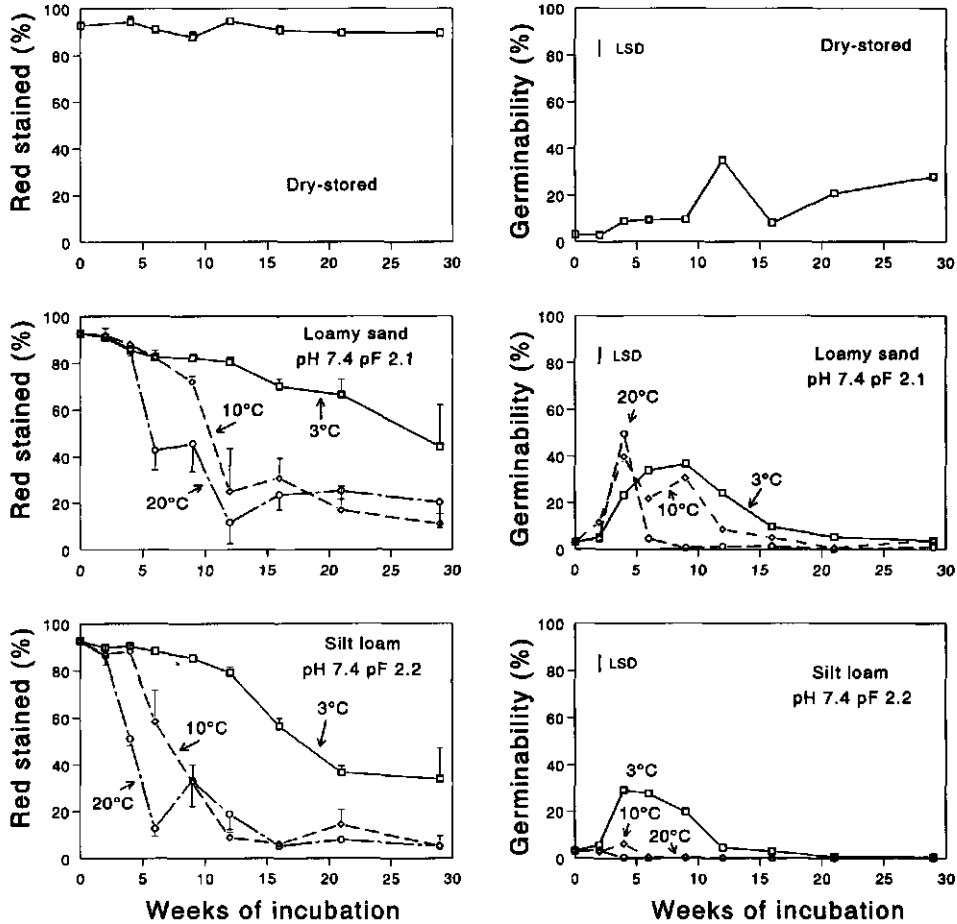 Red stained (%)
100
80
60
40
20
0
Dry-stored
0 5 10 15 20 25 30
Germinability (%)
100
80
60
40
20
0
LSD
Dry-stored
0 5 10 15 20 25 30
Red stained (%)
100
80
60
40
20
0
Loamy sand
pH 7.4 pF 2.1
10°C
3°C
20°C
0 5 10 15 20 25 30
Germinability (%)
100
80
60
40
20
0
LSD
Loamy sand
pH 7.4 pF 2.1
20°C
3°C
10°C
0 5 10 15 20 25 30
Red stained (%)
100
80
60
40
20
0
Silt loam
pH 7.4 pF 2.2
3°C
10°C
20°C
0 5 10 15 20 25 30
Weeks of incubation
Germinability (%)
100
80
60
40
20
0
LSD
Silt loam
pH 7.4 pF 2.2
3°C
10°C
20°C
0 5 10 15 20 25 30
Weeks of incubation